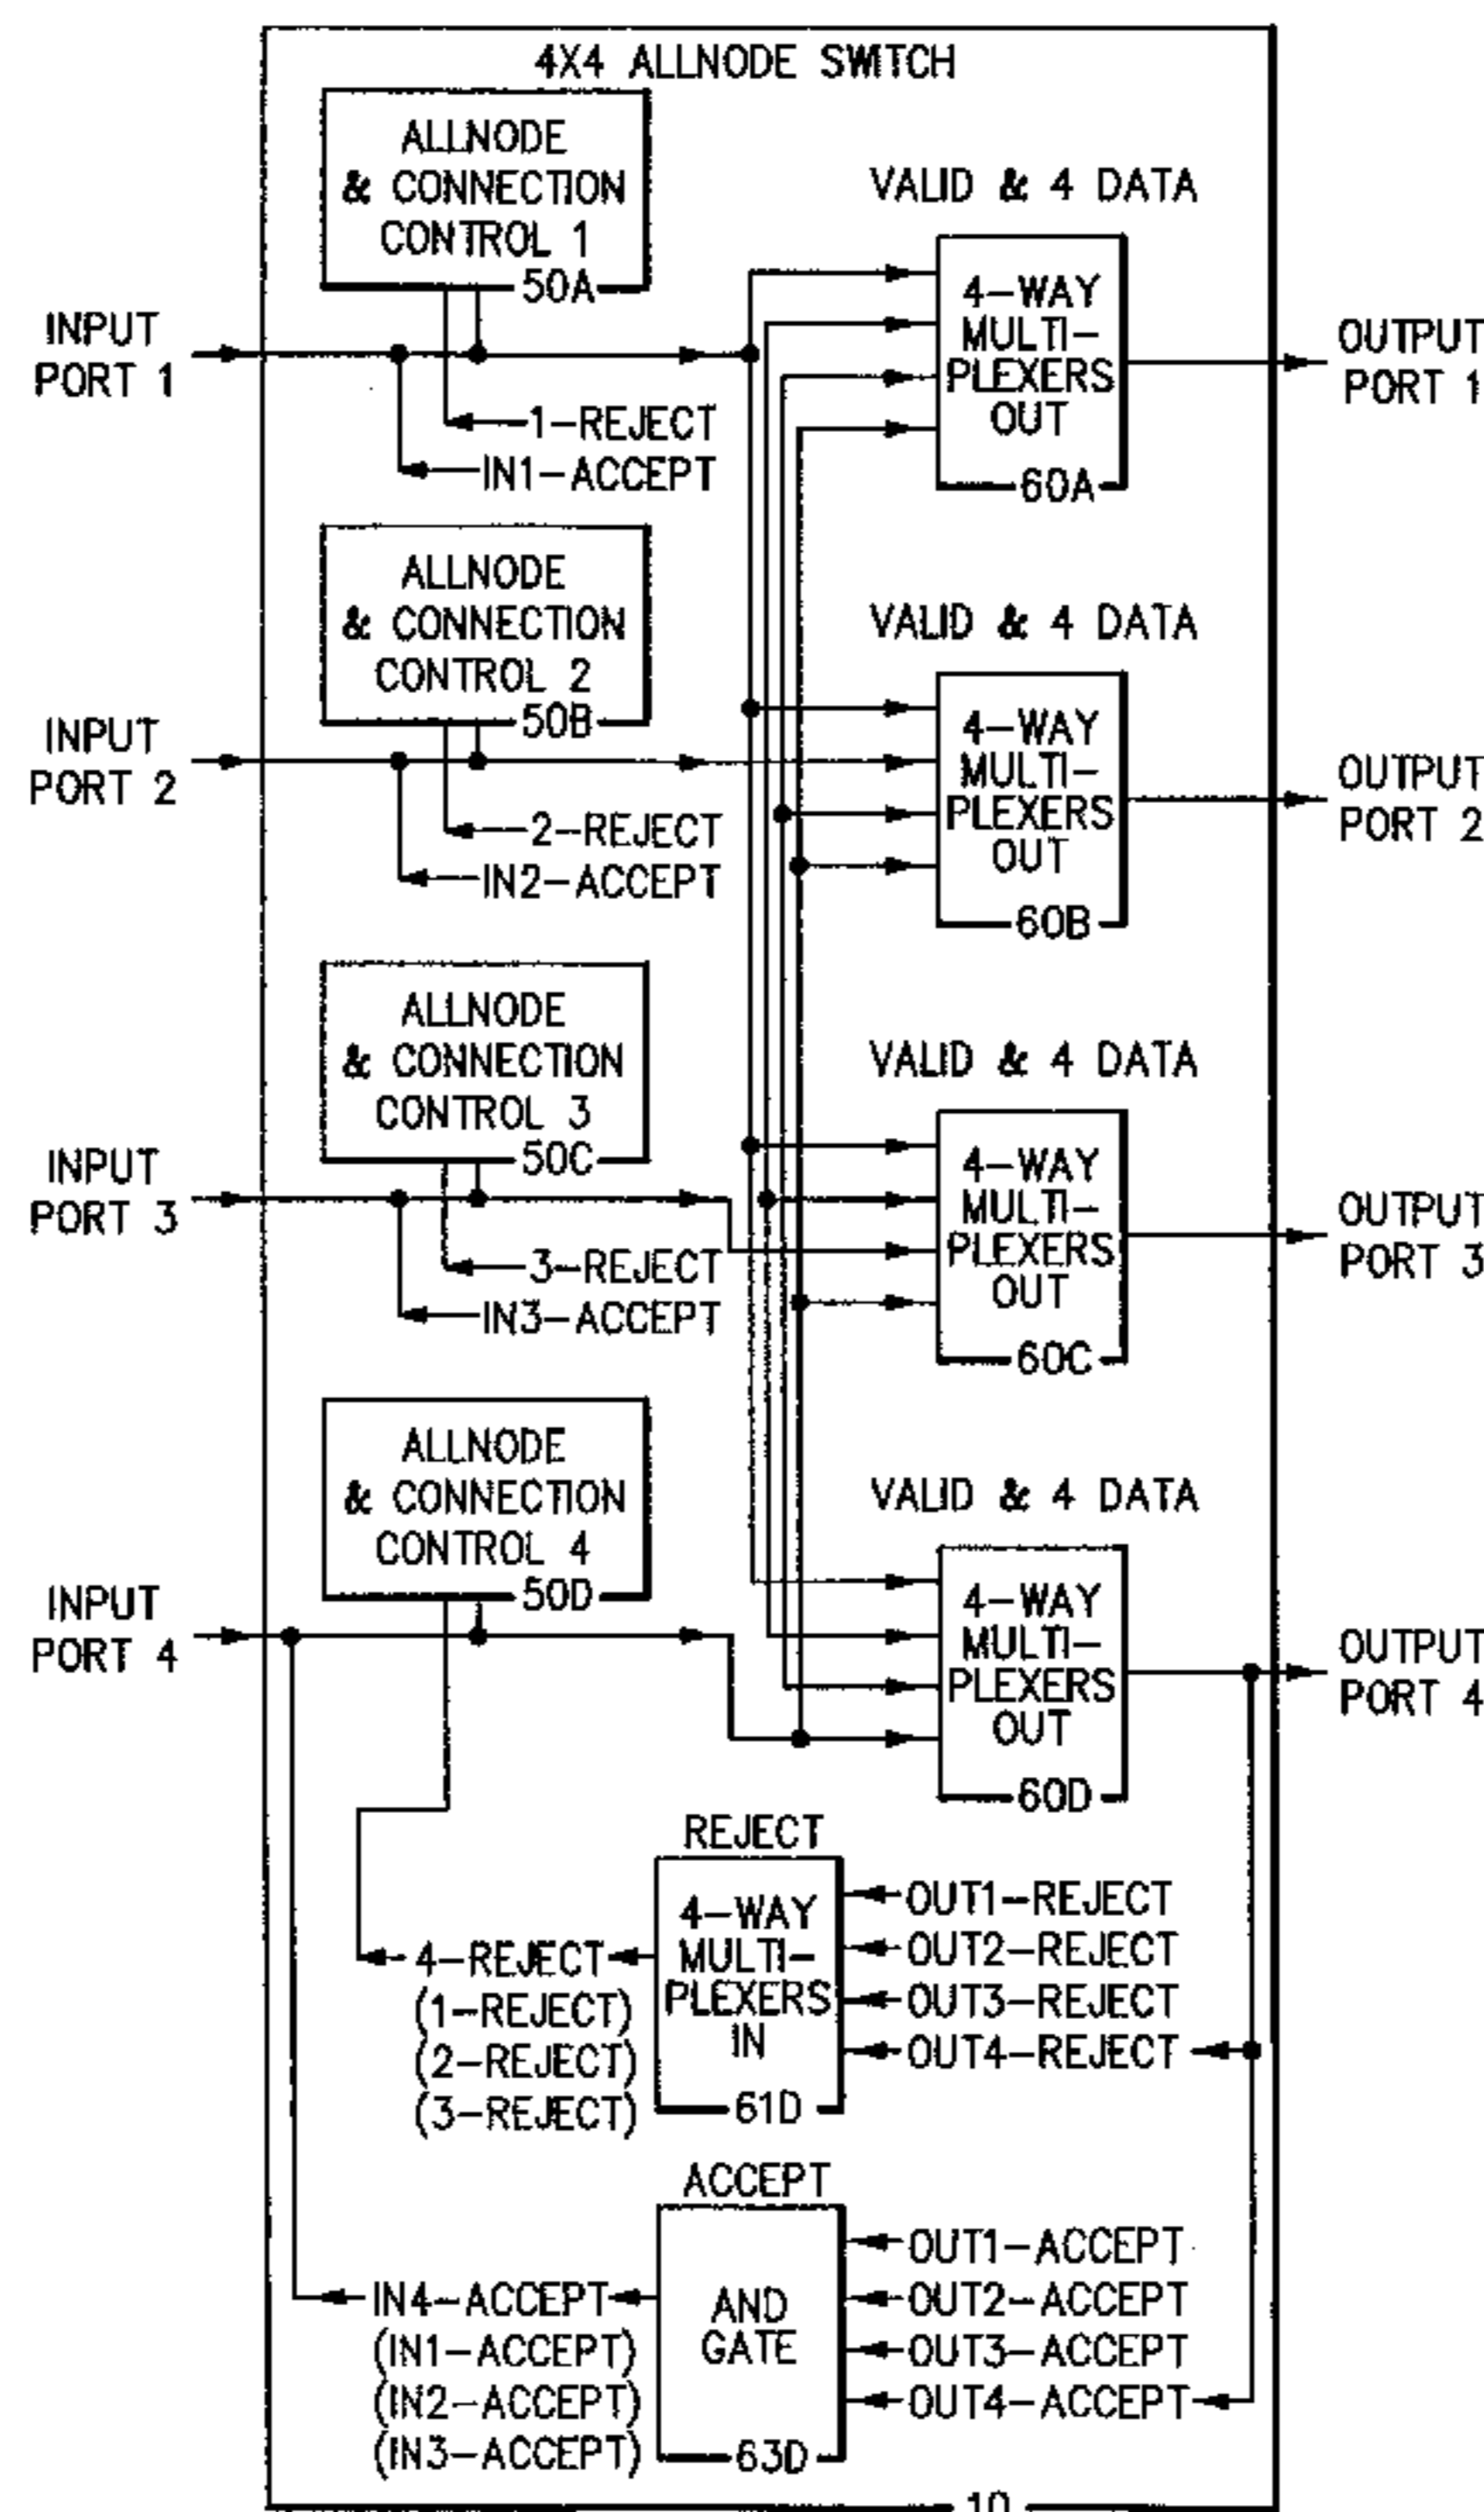 4X4 ALLNODE SWITCH
ALLNODE
& CONNECTION
CONTROL 1
50A
VALID & 4 DATA
4-WAY
MULTI-
PLEXERS
OUT
60A
INPUT
PORT 1
OUTPUT
PORT 1
1-REJECT
IN1-ACCEPT
ALLNODE
& CONNECTION
CONTROL 2
50B
VALID & 4 DATA
4-WAY
MULTI-
PLEXERS
OUT
60B
INPUT
PORT 2
OUTPUT
PORT 2
2-REJECT
IN2-ACCEPT
ALLNODE
& CONNECTION
CONTROL 3
50C
VALID & 4 DATA
4-WAY
MULTI-
PLEXERS
OUT
60C
INPUT
PORT 3
OUTPUT
PORT 3
3-REJECT
IN3-ACCEPT
ALLNODE
& CONNECTION
CONTROL 4
50D
VALID & 4 DATA
4-WAY
MULTI-
PLEXERS
OUT
60D
INPUT
PORT 4
OUTPUT
PORT 4
REJECT
4-WAY
MULTI-
PLEXERS
IN
61D
OUT1-REJECT
OUT2-REJECT
OUT3-REJECT
OUT4-REJECT
4-REJECT
(1-REJECT)
(2-REJECT)
(3-REJECT)
ACCEPT
AND
GATE
63D
OUT1-ACCEPT
OUT2-ACCEPT
OUT3-ACCEPT
OUT4-ACCEPT
IN4-ACCEPT
(IN1-ACCEPT)
(IN2-ACCEPT)
(IN3-ACCEPT)
10